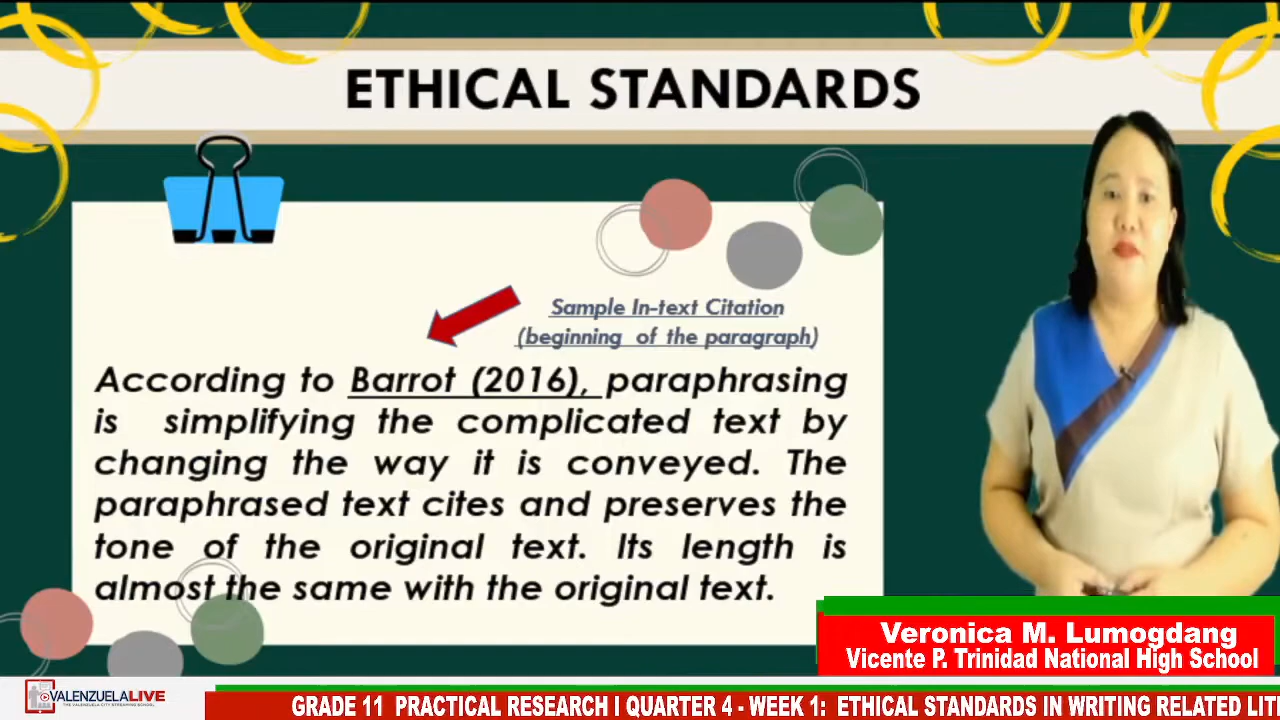 ETHICAL STANDARDS
Sample In-text Citation
(beginning of the paragraph)
According to Barrot (2016), paraphrasing
is simplifying the complicated text by
changing the way it is conveyed. The
paraphrased text cites and preserves the
tone of the original text. Its length is
almost the same with the original text.
Veronica M. Lumogdang
Vicente P. Trinidad National High School
VALENZUELALIVE
THE VALENZUELA CITY STREAMING SCHOOL
GRADE 11 PRACTICAL RESEARCH I QUARTER 4 - WEEK 1: ETHICAL STANDARDS IN WRITING RELATED LIT